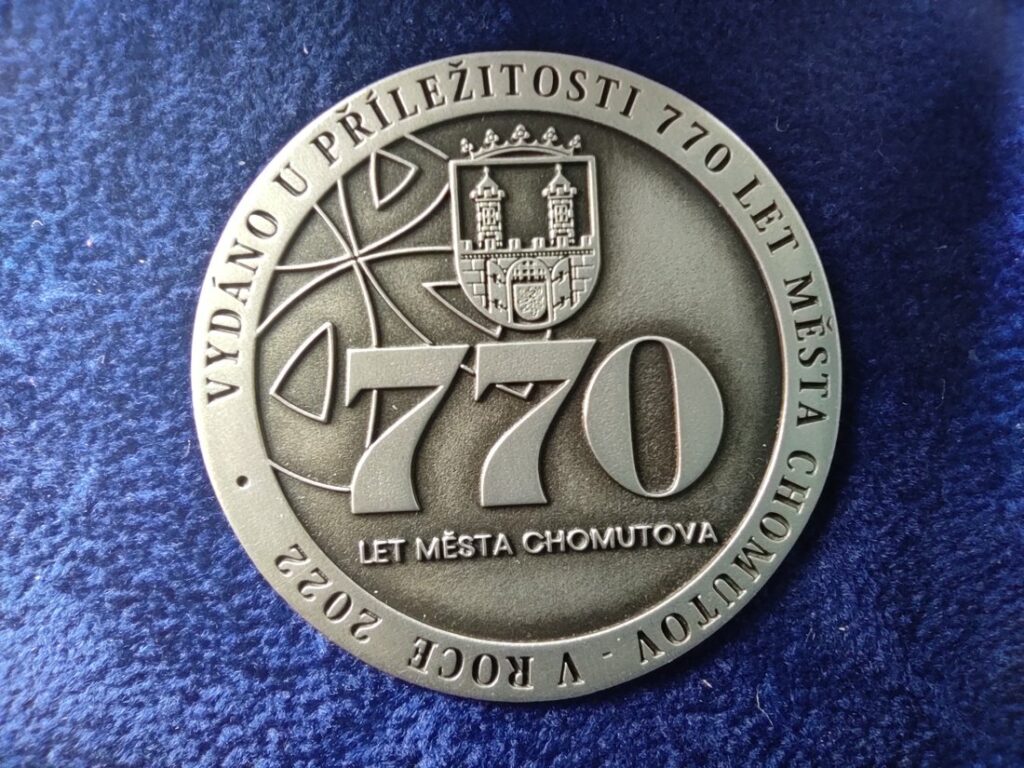 VYDÁNO U PŘÍLEŽITOSTI 770 LET MĚSTA CHOMUTOV - V ROCE 2022 •
770
LET MĚSTA CHOMUTOVA